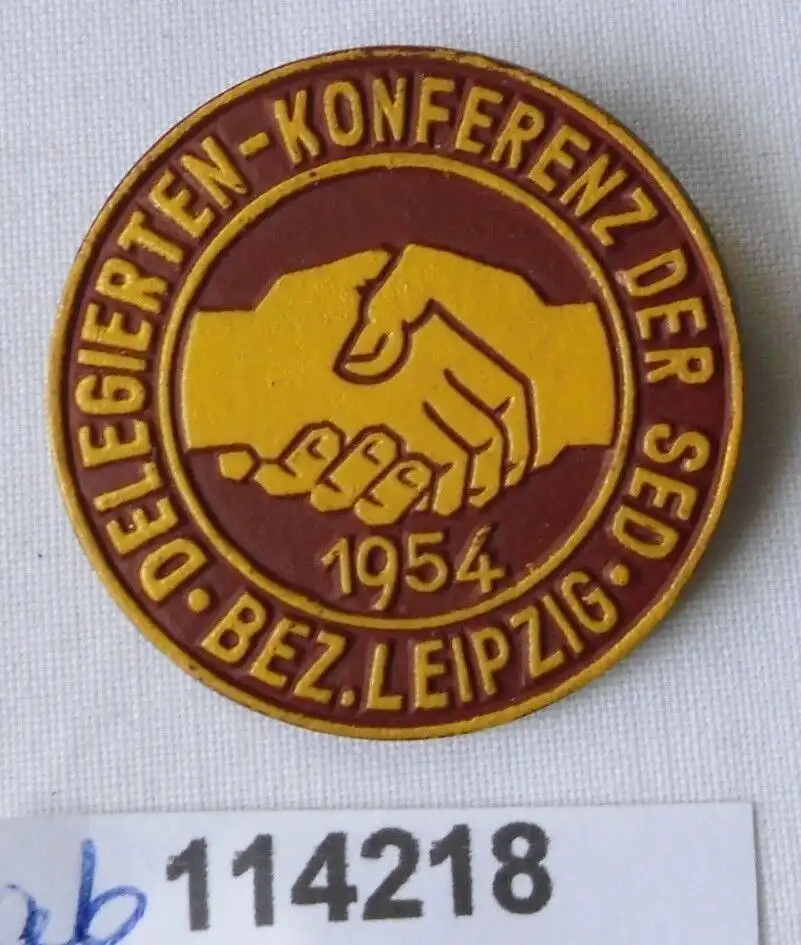 DELEGIERTEN-KONFERENZ DER SED
• BEZ. LEIPZIG •
1954
114218